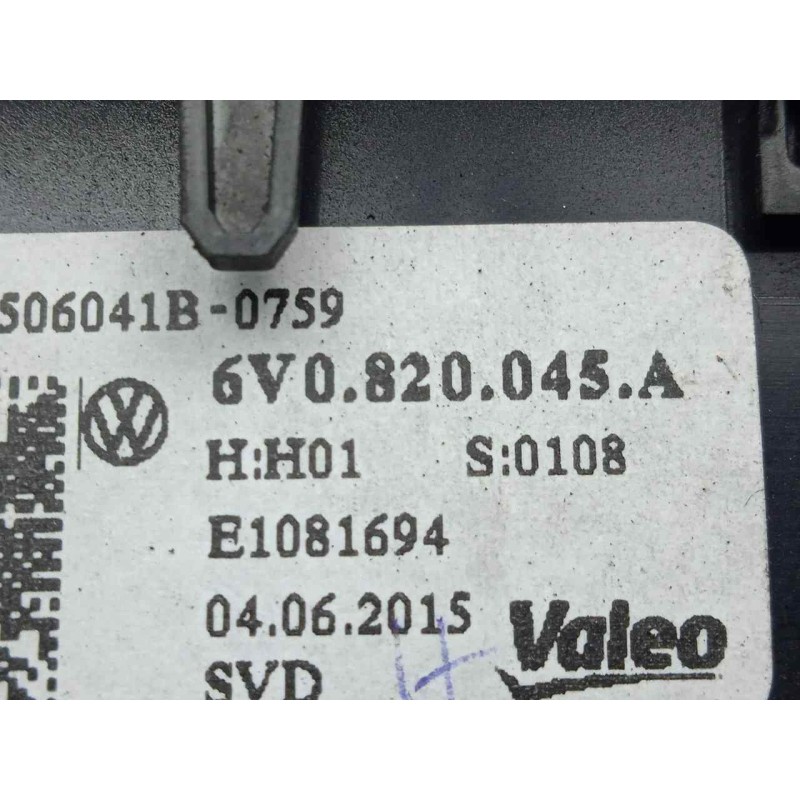 506041B-0759
6V0.820.045.A
H:H01 S:0108
E1081694
04.06.2015
Valeo
SVD
H